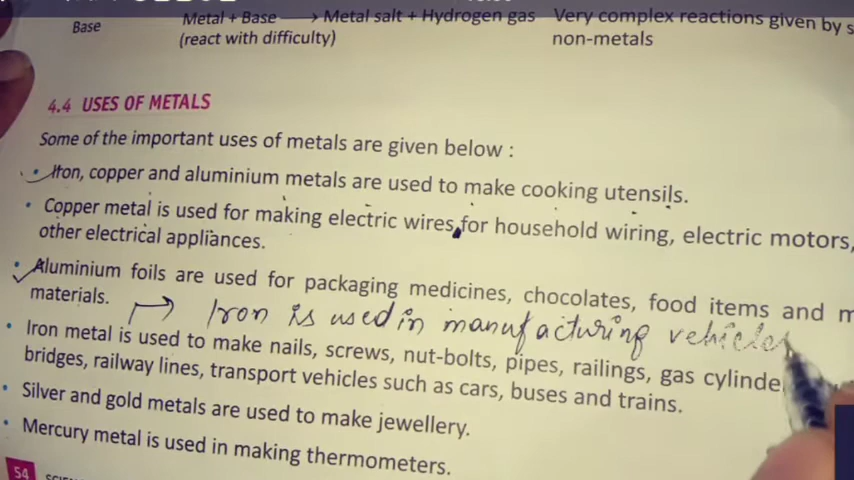 Metal + Base ⟶ Metal salt + Hydrogen gas Very complex reactions given by s
Base (react with difficulty) non-metals
4.4 USES OF METALS
Some of the important uses of metals are given below :
• Iron, copper and aluminium metals are used to make cooking utensils.
• Copper metal is used for making electric wires for household wiring, electric motors,
other electrical appliances.
• Aluminium foils are used for packaging medicines, chocolates, food items and m
materials.
Iron is used in manufacturing vehicles
• Iron metal is used to make nails, screws, nut-bolts, pipes, railings, gas cylinde
bridges, railway lines, transport vehicles such as cars, buses and trains.
• Silver and gold metals are used to make jewellery.
• Mercury metal is used in making thermometers.
54